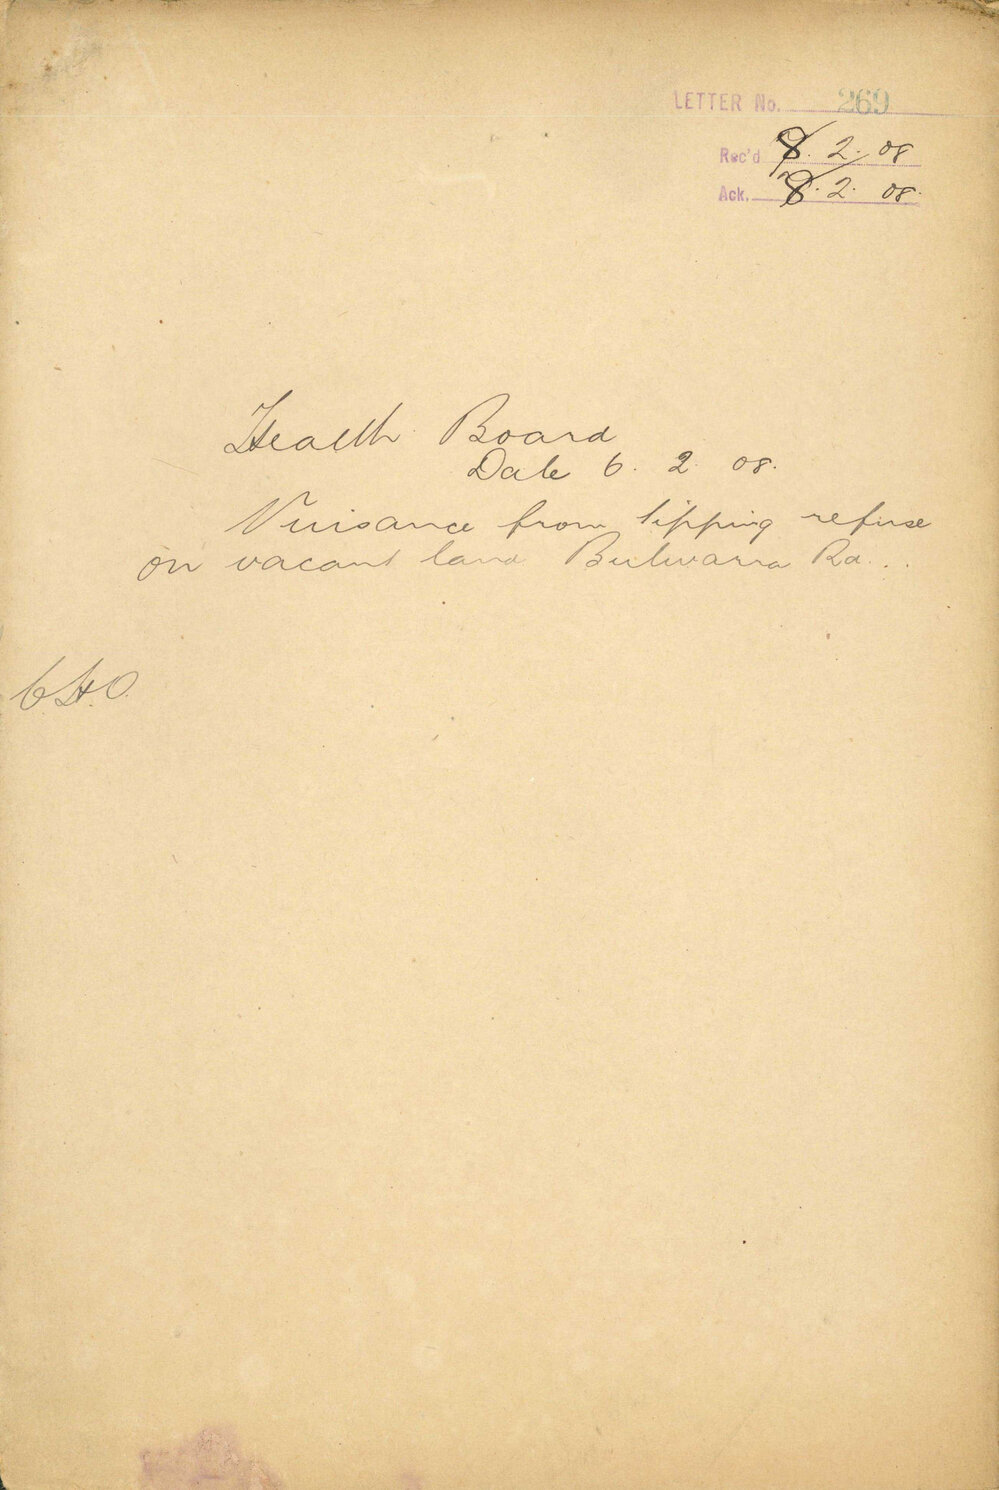 LETTER No. 269
Rec'd 8. 2. 08
Ack. 8. 2. 08.
Health Board
Date 6. 2. 08.
Nuisance from tipping refuse
on vacant land Bulwarra Rd...
C.H.O.